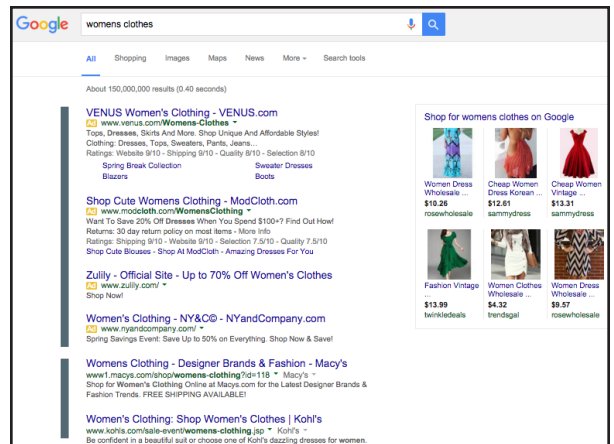 Google
womens clothes
All Shopping Images Maps News More Search tools
About 150,000,000 results (0.40 seconds)
VENUS Women's Clothing - VENUS.com
Ad www.venus.com/Womens-Clothes
Tops, Dresses, Skirts And More. Shop Unique And Affordable Styles!
Clothing: Dresses, Tops, Sweaters, Pants, Jeans...
Ratings: Website 9/10 - Shipping 9/10 - Quality 8/10 - Selection 8/10
Spring Break Collection Sweater Dresses
Blazers Boots
Shop Cute Womens Clothing - ModCloth.com
Ad www.modcloth.com/WomensClothing
Want To Save 20% Off Dresses When You Spend $100+? Find Out How!
Returns: 30 day return policy on most items - More Info
Ratings: Shipping 9/10 - Website 9/10 - Selection 7.5/10 - Quality 7.5/10
Shop Cute Blouses - Shop At ModCloth - Amazing Dresses For You
Zulily - Official Site - Up to 70% Off Women's Clothes
Ad www.zulily.com/
Shop Now!
Women's Clothing - NY&C© - NYandCompany.com
Ad www.nyandcompany.com/
Spring Savings Event: Save Up to 50% on Everything. Shop Now & Save!
Womens Clothing - Designer Brands & Fashion - Macy's
www1.macys.com/shop/womens-clothing?id=118 Macy's
Shop for Women's Clothing Online at Macys.com for the Latest Designer Brands &
Fashion Trends. FREE SHIPPING AVAILABLE!
Women's Clothing: Shop Women's Clothes | Kohl's
www.kohls.com/sale-event/womens-clothing.jsp Kohl's
Be confident in a beautiful suit or choose one of Kohl's dazzling dresses for women.
Shop for womens clothes on Google
Women Dress Cheap Women Cheap Women
Wholesale ... Dress Korean ... Vintage ...
$10.26 $12.61 $13.31
rosewholesale sammydress sammydress
Fashion Vintage Women Clothes Women Dress
... Wholesale ... Wholesale ...
$13.99 $4.32 $9.57
twinkledeals trendsgal rosewholesale